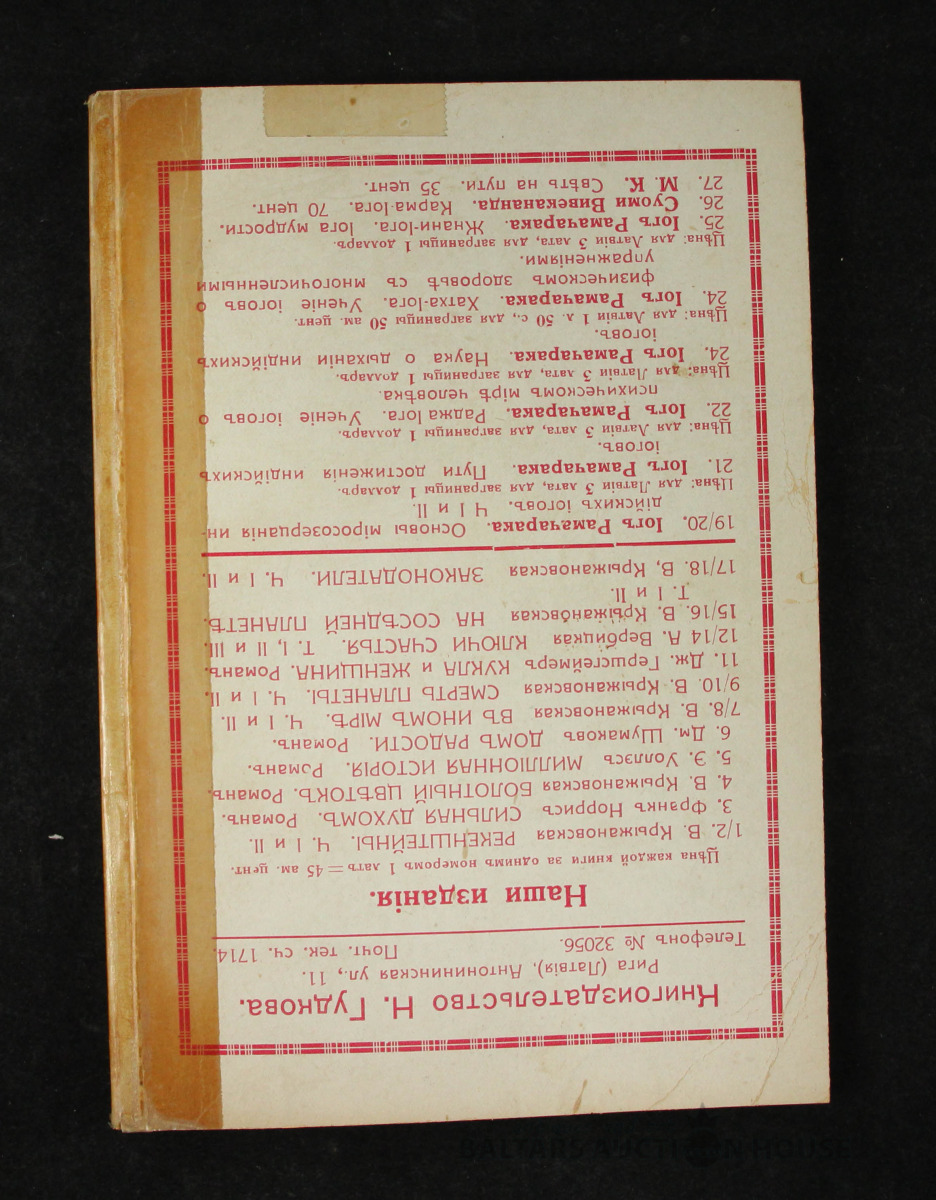 Книгоиздательство Н. Гудкова.
Рига (Латвія), Антонининская ул., 11.
Телефонъ № 32056. Почт. тек. сч. 1714.
Наши изданія.
Цѣна каждой книги за однимъ номеромъ 1 латъ = 45 ам. цент.
1/2. В. Крыжановская РЕКЕНШТЕЙНЫ. Ч. I и II.
3. Фрэнкъ Норрисъ СИЛЬНАЯ ДУХОМЪ. Романъ.
4. В. Крыжановская БОЛОТНЫЙ ЦВѢТОКЪ. Романъ.
5. Э. Уоллэсъ МИЛЛІОННАЯ ИСТОРІЯ. Романъ.
6. Дм. Шумаковъ ДОМЪ РАДОСТИ. Романъ.
7/8. В. Крыжановская ВЪ ИНОМЪ МІРѢ. Ч. I и II.
9/10. В. Крыжановская СМЕРТЬ ПЛАНЕТЫ. Ч. I и II.
11. Дж. Гершгеймеръ КУКЛА и ЖЕНЩИНА. Романъ.
12/14. А. Вербицкая КЛЮЧИ СЧАСТЬЯ. Т. I, II и III.
15/16. В. Крыжановская НА СОСѢДНЕЙ ПЛАНЕТѢ.
Т. I и II.
17/18. В, Крыжановская ЗАКОНОДАТЕЛИ. Ч. I и II.
19/20. Іогъ Рамачарака. Основы міросозерцанія ин-
дійскихъ іоговъ. Ч I и II.
Цѣна: для Латвіи 3 лата, для заграницы 1 долларъ.
21. Іогъ Рамачарака. Пути достиженія индійскихъ
іоговъ.
Цѣна: для Латвіи 3 лата, для заграницы 1 долларъ.
22. Іогъ Рамачарака. Раджа Іога. Ученіе іоговъ о
психическомъ мірѣ человѣка.
Цѣна: для Латвіи 3 лата, для заграницы 1 долларъ.
24. Іогъ Рамачарака. Наука о дыханіи индійскихъ
іоговъ.
Цѣна: для Латвіи 1 л. 50 с., для заграницы 50 ам. цент.
24. Іогъ Рамачарака. Хатха-Іога. Ученіе іоговъ о
физическомъ здоровьѣ съ многочисленными
упражненіями.
Цѣна: для Латвіи 3 лата, для заграницы 1 долларъ.
25. Іогъ Рамачарака. Жнани-Іога. Іога мудрости.
26. Суоми Вивекананда. Карма-Іога. 70 цент.
27. М. К. Свѣтъ на пути. 35 цент.
BALTARS AUCTION HOUSE